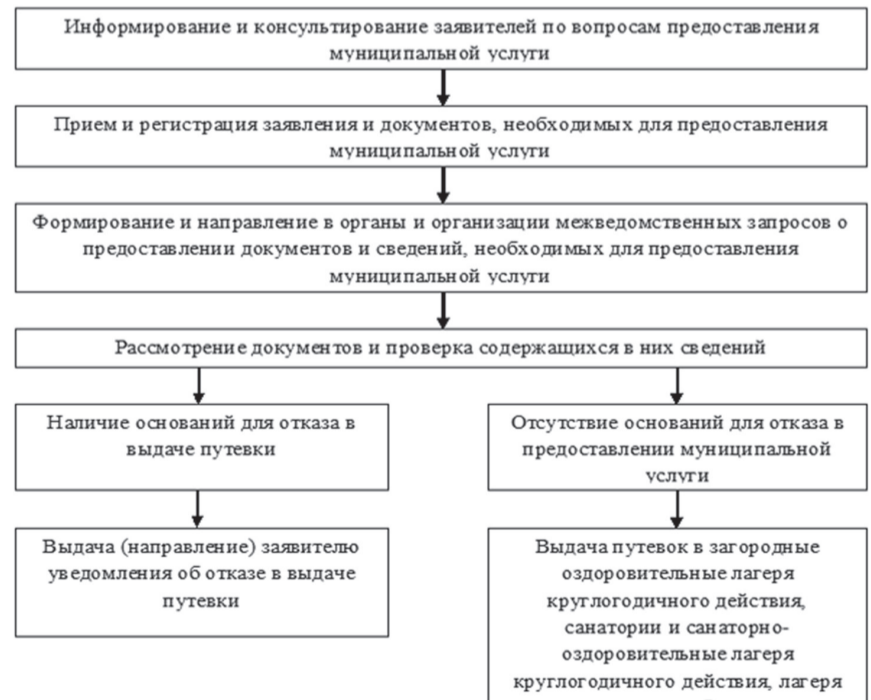 Информирование и консультирование заявителей по вопросам предоставления
муниципальной услуги
Прием и регистрация заявления и документов, необходимых для предоставления
муниципальной услуги
Формирование и направление в органы и организации межведомственных запросов о
предоставлении документов и сведений, необходимых для предоставления
муниципальной услуги
Рассмотрение документов и проверка содержащихся в них сведений
Наличие оснований для отказа в
выдаче путевки
Отсутствие оснований для отказа в
предоставлении муниципальной
услуги
Выдача (направление) заявителю
уведомления об отказе в выдаче
путевки
Выдача путевок в загородные
оздоровительные лагеря
круглогодичного действия,
санатории и санаторно-
оздоровительные лагеря
круглогодичного действия, лагеря